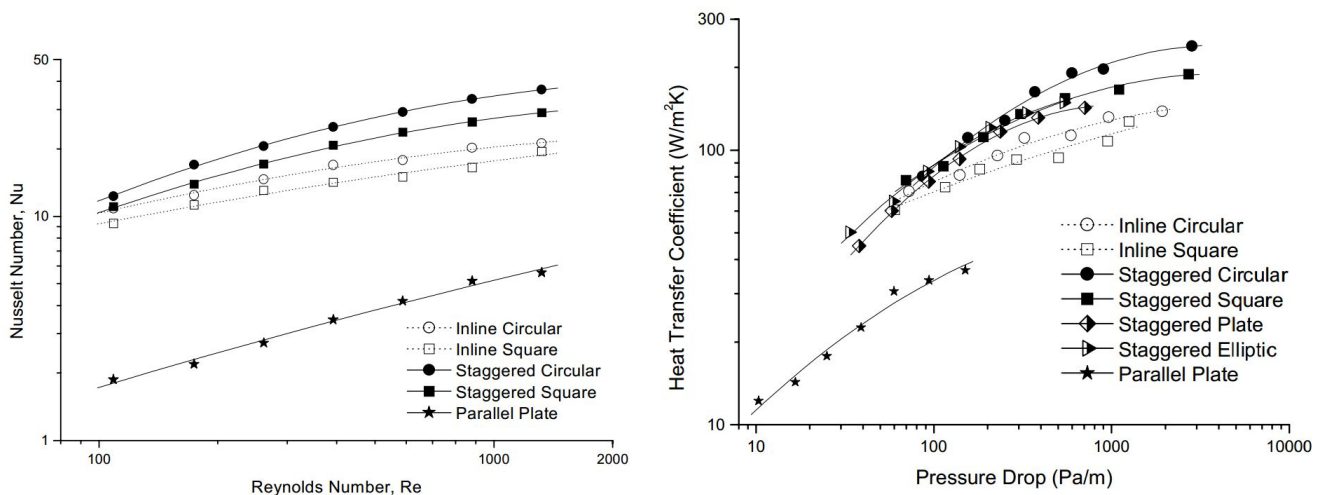 50
10
1
Nusselt Number, Nu
100
1000
2000
Reynolds Number, Re
Inline Circular
Inline Square
Staggered Circular
Staggered Square
Parallel Plate
300
100
10
Heat Transfer Coefficient (W/m²K)
10
100
1000
10000
Pressure Drop (Pa/m)
Inline Circular
Inline Square
Staggered Circular
Staggered Square
Staggered Plate
Staggered Elliptic
Parallel Plate